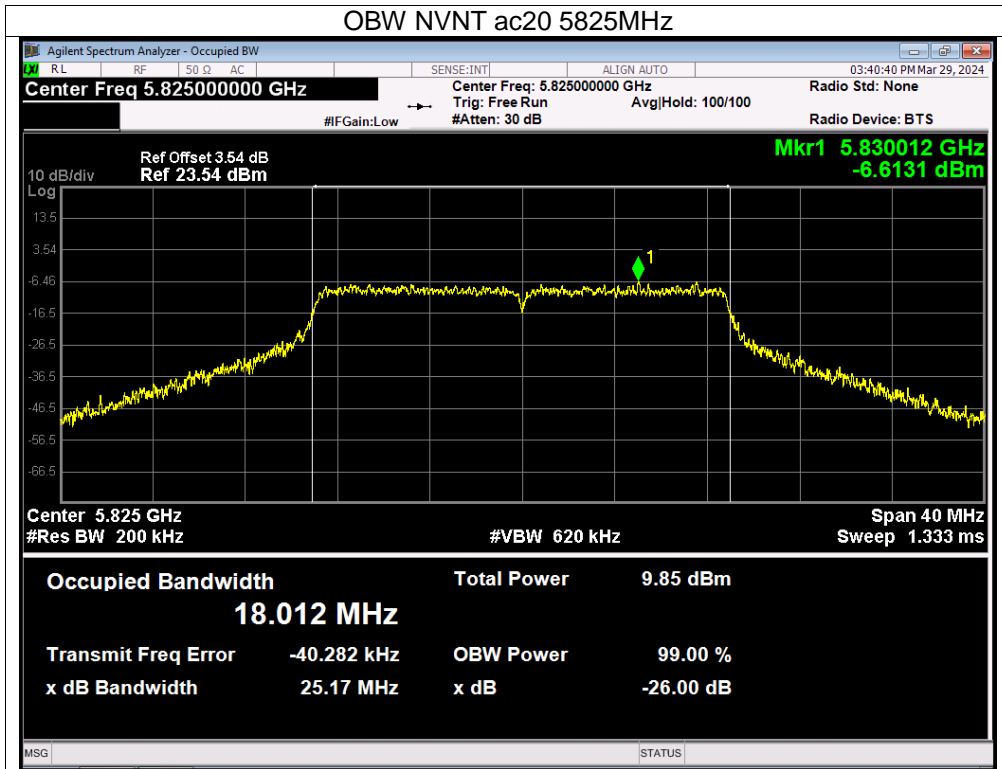 OBW NVNT ac20 5825MHz
Agilent Spectrum Analyzer - Occupied BW
LXI RL RF 50 Ω AC SENSE:INT ALIGN AUTO 03:40:40 PM Mar 29, 2024
Center Freq 5.825000000 GHz Center Freq: 5.825000000 GHz Radio Std: None
Trig: Free Run Avg|Hold: 100/100
#IFGain:Low #Atten: 30 dB Radio Device: BTS
Mkr1 5.830012 GHz
-6.6131 dBm
Ref Offset 3.54 dB
10 dB/div Ref 23.54 dBm
Log
13.5
3.54
-6.46
-16.5
-26.5
-36.5
-46.5
-56.5
-66.5
1
Center 5.825 GHz Span 40 MHz
#Res BW 200 kHz #VBW 620 kHz Sweep 1.333 ms
Occupied Bandwidth Total Power 9.85 dBm
18.012 MHz
Transmit Freq Error -40.282 kHz OBW Power 99.00 %
x dB Bandwidth 25.17 MHz x dB -26.00 dB
MSG STATUS